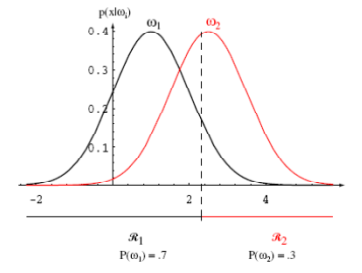 p(x|ωᵢ)
ω₁ ω₂
0.4
0.3
0.2
0.1
-2 2 4
ℛ₁ ℛ₂
P(ω₁) = .7 P(ω₂) = .3